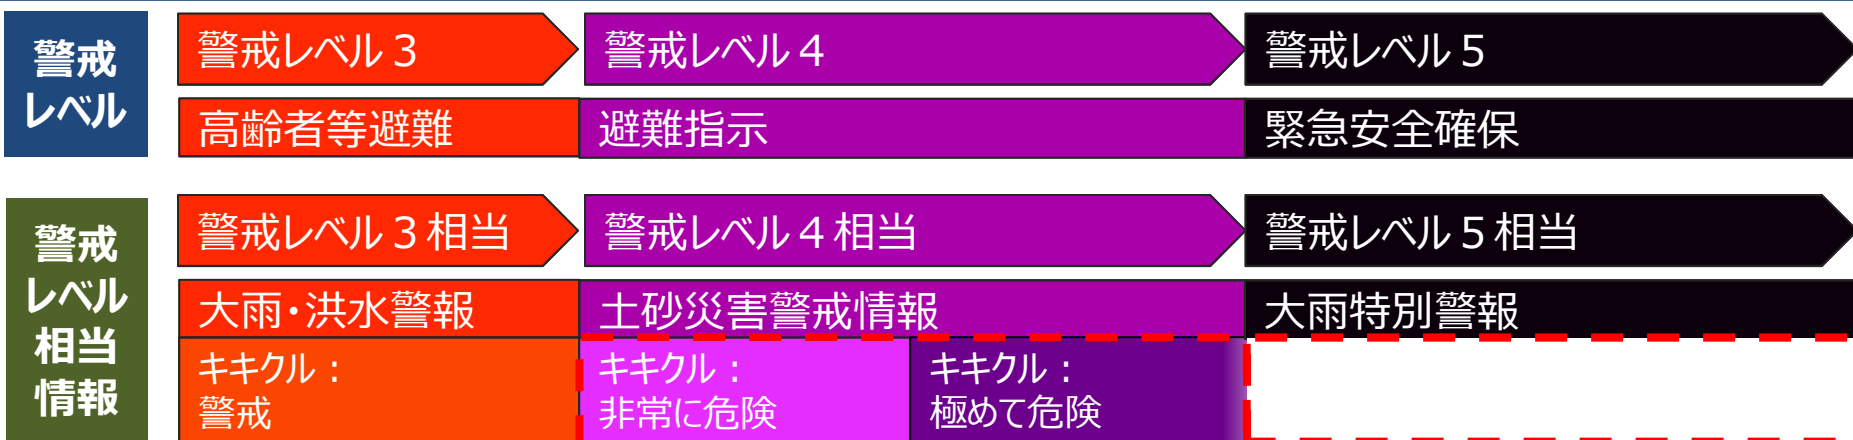 警戒
レベル
警戒レベル３
警戒レベル４
警戒レベル５
高齢者等避難
避難指示
緊急安全確保
警戒
レベル
相当
情報
警戒レベル３相当
警戒レベル４相当
警戒レベル５相当
大雨・洪水警報
土砂災害警戒情報
大雨特別警報
キキクル：
警戒
キキクル：
非常に危険
キキクル：
極めて危険